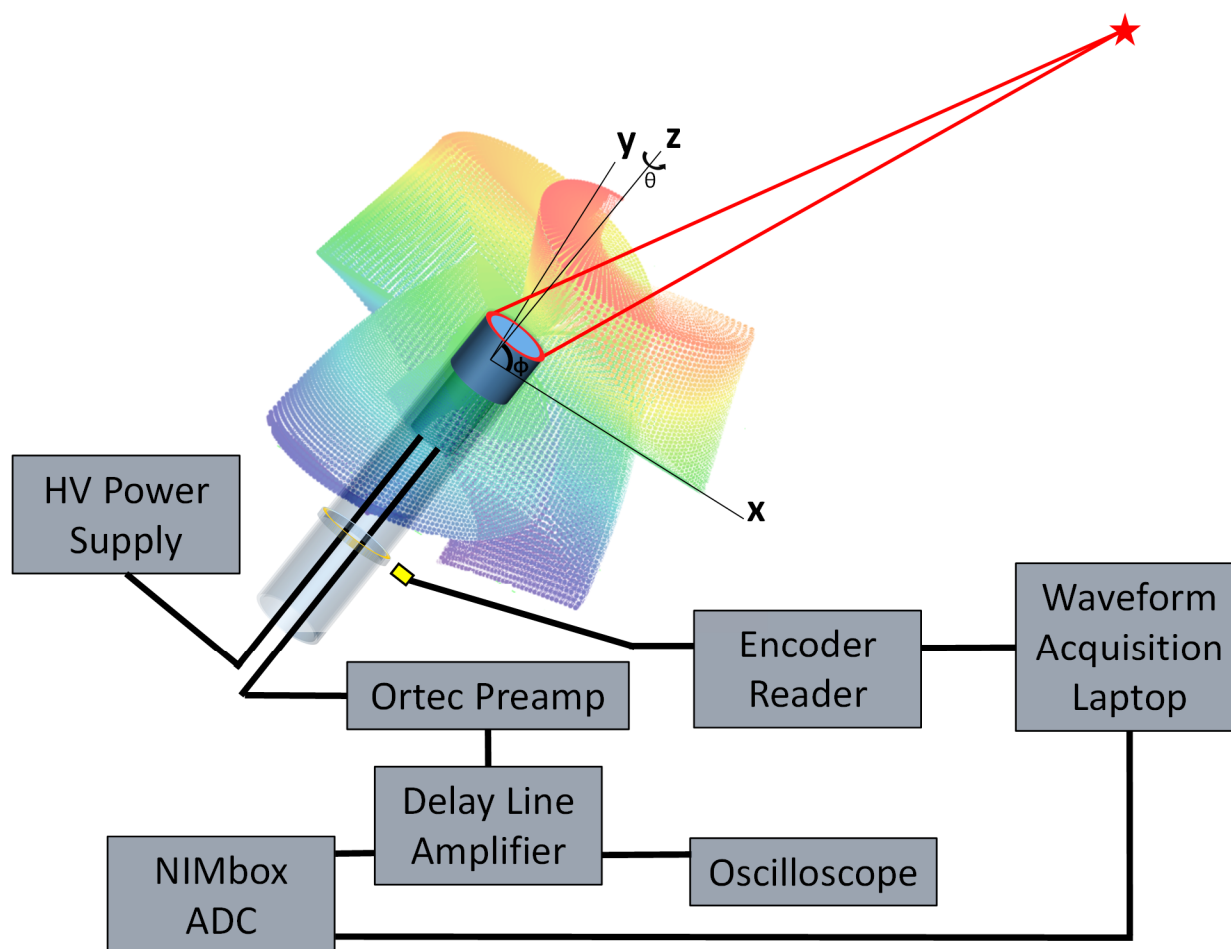 y
z
θ
ϕ
x
HV Power
Supply
Waveform
Acquisition
Laptop
Encoder
Reader
Ortec Preamp
Delay Line
Amplifier
Oscilloscope
NIMbox
ADC